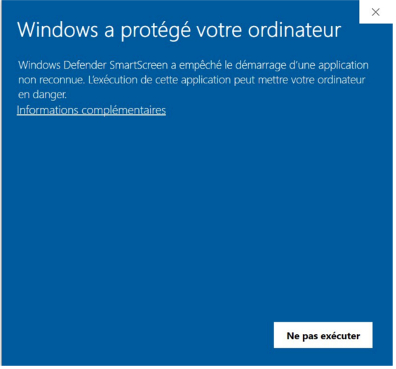 Windows a protégé votre ordinateur
Windows Defender SmartScreen a empêché le démarrage d'une application
non reconnue. L'exécution de cette application peut mettre votre ordinateur
en danger.
Informations complémentaires
Ne pas exécuter